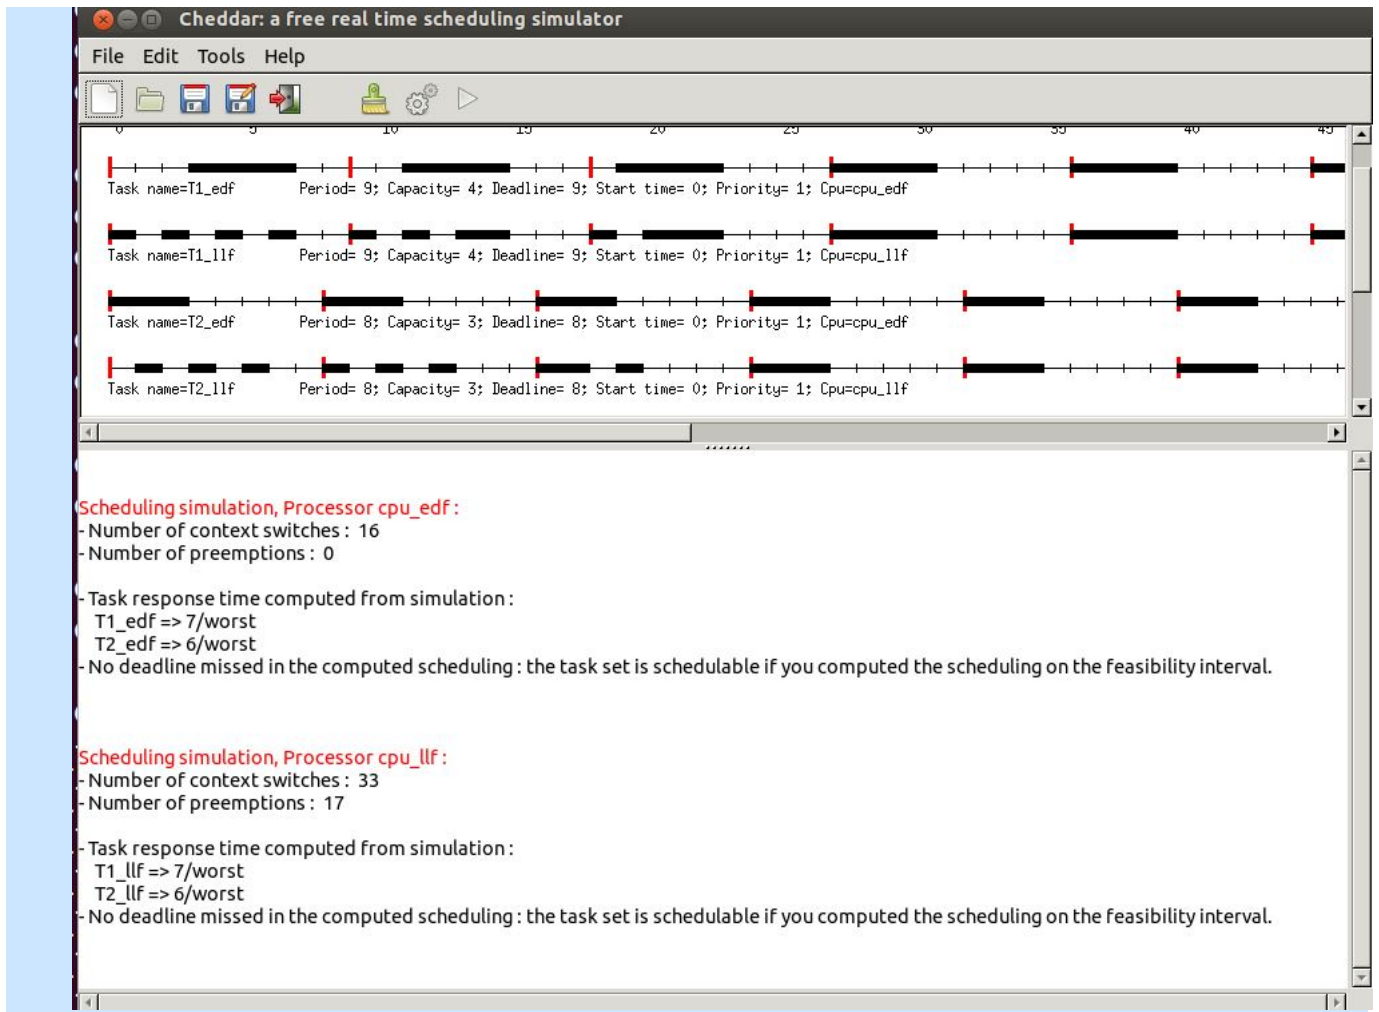 Cheddar: a free real time scheduling simulator
File Edit Tools Help
0 5 10 15 20 25 30 35 40 45
Task name=T1_edf Period= 9; Capacity= 4; Deadline= 9; Start time= 0; Priority= 1; Cpu=cpu_edf
Task name=T1_llf Period= 9; Capacity= 4; Deadline= 9; Start time= 0; Priority= 1; Cpu=cpu_llf
Task name=T2_edf Period= 8; Capacity= 3; Deadline= 8; Start time= 0; Priority= 1; Cpu=cpu_edf
Task name=T2_llf Period= 8; Capacity= 3; Deadline= 8; Start time= 0; Priority= 1; Cpu=cpu_llf
Scheduling simulation, Processor cpu_edf :
- Number of context switches : 16
- Number of preemptions : 0
- Task response time computed from simulation :
T1_edf => 7/worst
T2_edf => 6/worst
- No deadline missed in the computed scheduling : the task set is schedulable if you computed the scheduling on the feasibility interval.
Scheduling simulation, Processor cpu_llf :
- Number of context switches : 33
- Number of preemptions : 17
- Task response time computed from simulation :
T1_llf => 7/worst
T2_llf => 6/worst
- No deadline missed in the computed scheduling : the task set is schedulable if you computed the scheduling on the feasibility interval.